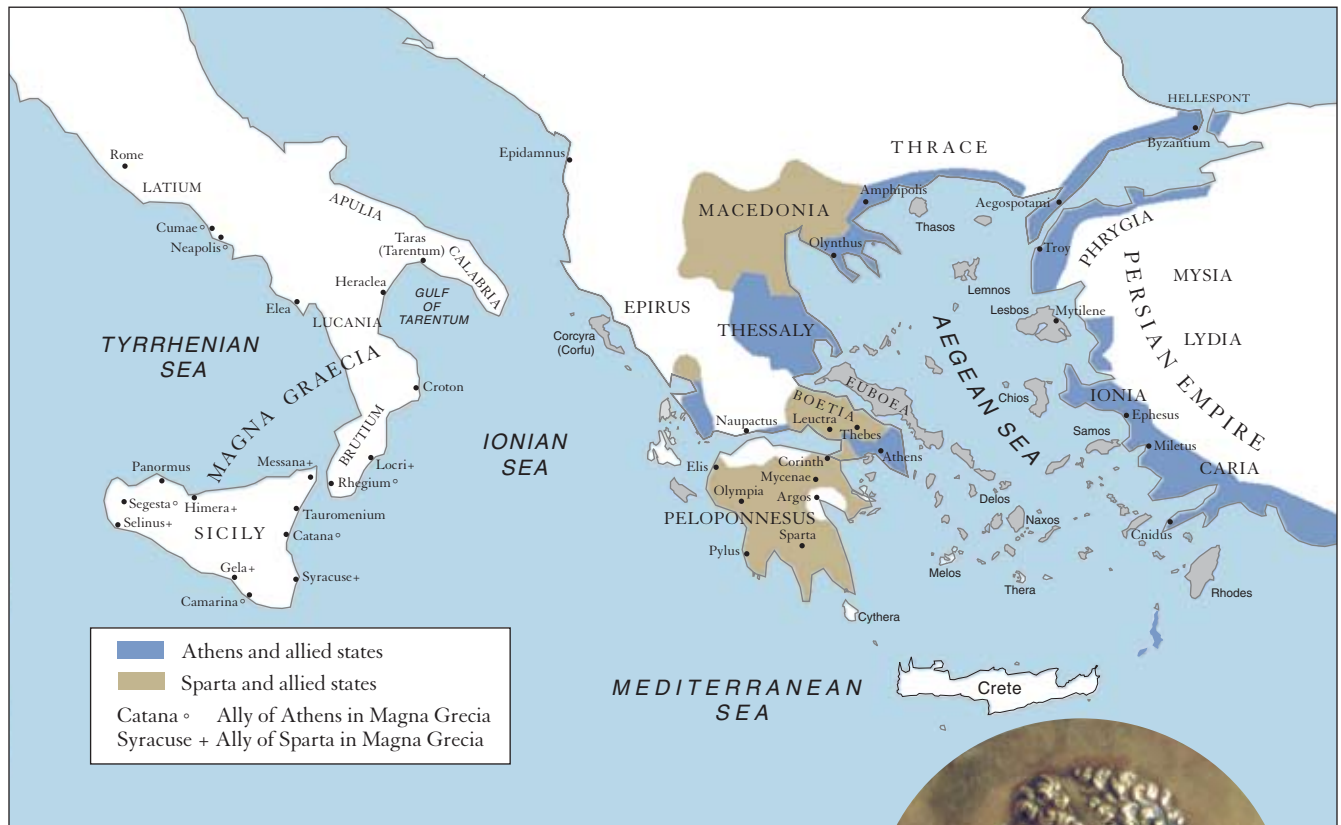 HELLESPONT
Byzantium
THRACE
Rome
Epidamnus
LATIUM
APULIA
Amphipolis
Aegospotami
MACEDONIA
Thasos
Cumae ∘
Neapolis ∘
Taras
(Tarentum)
CALABRIA
Olynthus
Troy
PHRYGIA
PERSIAN EMPIRE
MYSIA
Heraclea
GULF
OF
TARENTUM
Lemnos
Elea
LUCANIA
EPIRUS
Lesbos
Mytilene
THESSALY
Corcyra
(Corfu)
TYRRHENIAN
SEA
AEGEAN SEA
LYDIA
MAGNA GRAECIA
Croton
EUBOEA
BOETIA
Chios
IONIA
Ephesus
Leuctra
Thebes
Naupactus
IONIAN
SEA
BRUTIUM
Samos
Miletus
Athens
Panormus
Messana+
Locri+
Elis
Corinth
Mycenae
CARIA
Rhegium ∘
Segesta ∘
Himera+
Olympia
Argos
Delos
Selinus+
Tauromenium
PELOPONNESUS
Naxos
SICILY
Catana ∘
Sparta
Cnidus
Pylus
Gela+
Syracuse+
Melos
Thera
Rhodes
Camarina ∘
Cythera
Athens and allied states
Sparta and allied states
Catana ∘ Ally of Athens in Magna Grecia
Syracuse + Ally of Sparta in Magna Grecia
MEDITERRANEAN
SEA
Crete